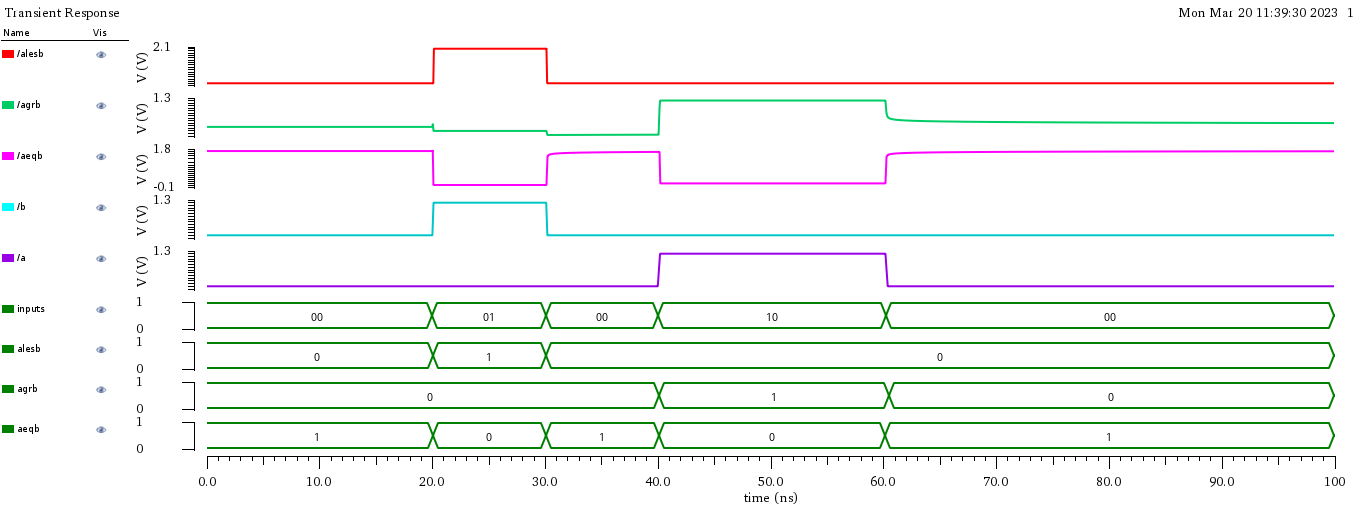 Transient Response Mon Mar 20 11:39:30 2023 1
Name Vis
/alesb 2.1 V (V)
/agrb 1.3 V (V)
/aeqb 1.8 V (V) -0.1
/b 1.3 V (V)
/a 1.3 V (V)
inputs 1 0 00 01 00 10 00
alesb 1 0 0 1 0
agrb 1 0 0 1 0
aeqb 1 0 1 0 1 0 1
0.0 10.0 20.0 30.0 40.0 50.0 60.0 70.0 80.0 90.0 100
time (ns)